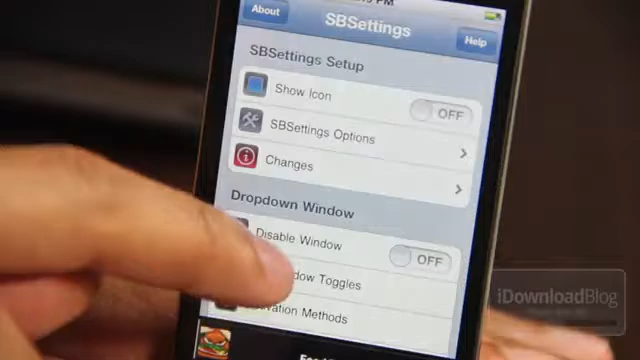 About
SBSettings
Help
SBSettings Setup
Show Icon
OFF
SBSettings Options
Changes
Dropdown Window
Disable Window
OFF
Toggles
Methods
iDownloadBlog